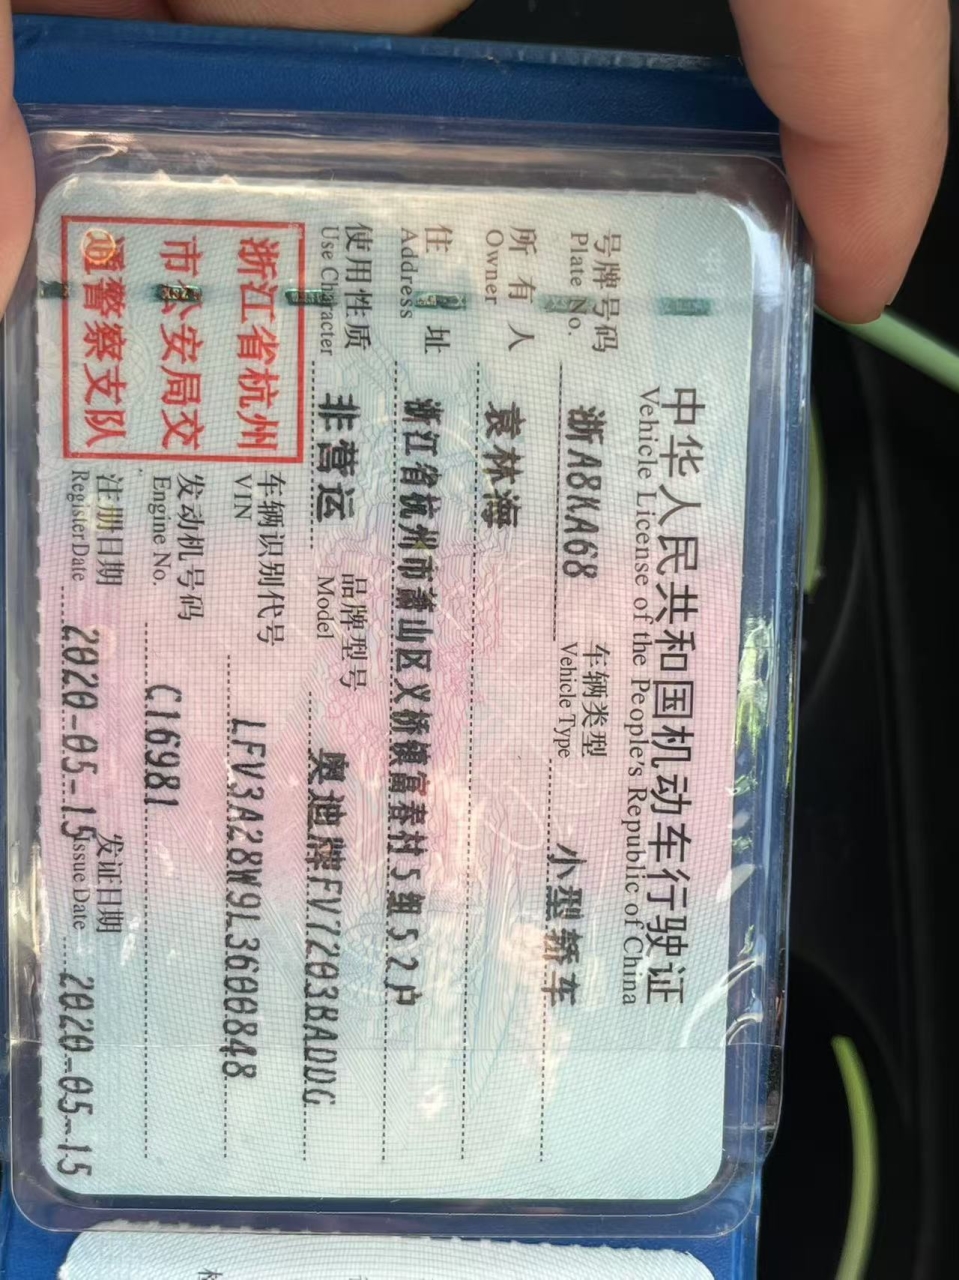 中华人民共和国机动车行驶证
Vehicle License of the People's Republic of China
号牌号码 浙A8KA68 车辆类型 小型轿车
Plate No. Vehicle Type
所有人 袁林海
Owner
住址 浙江省杭州市萧山区义桥镇富春村5组52户
Address
使用性质 非营运 品牌型号 奥迪牌FV7203BADDG
Use Character Model
浙江省杭州
市公安局交
通警察支队
车辆识别代号 LFV3A28W9L3600848
VIN
发动机号码 C16981
Engine No.
注册日期 2020-05-15 发证日期 2020-05-15
Register Date Issue Date